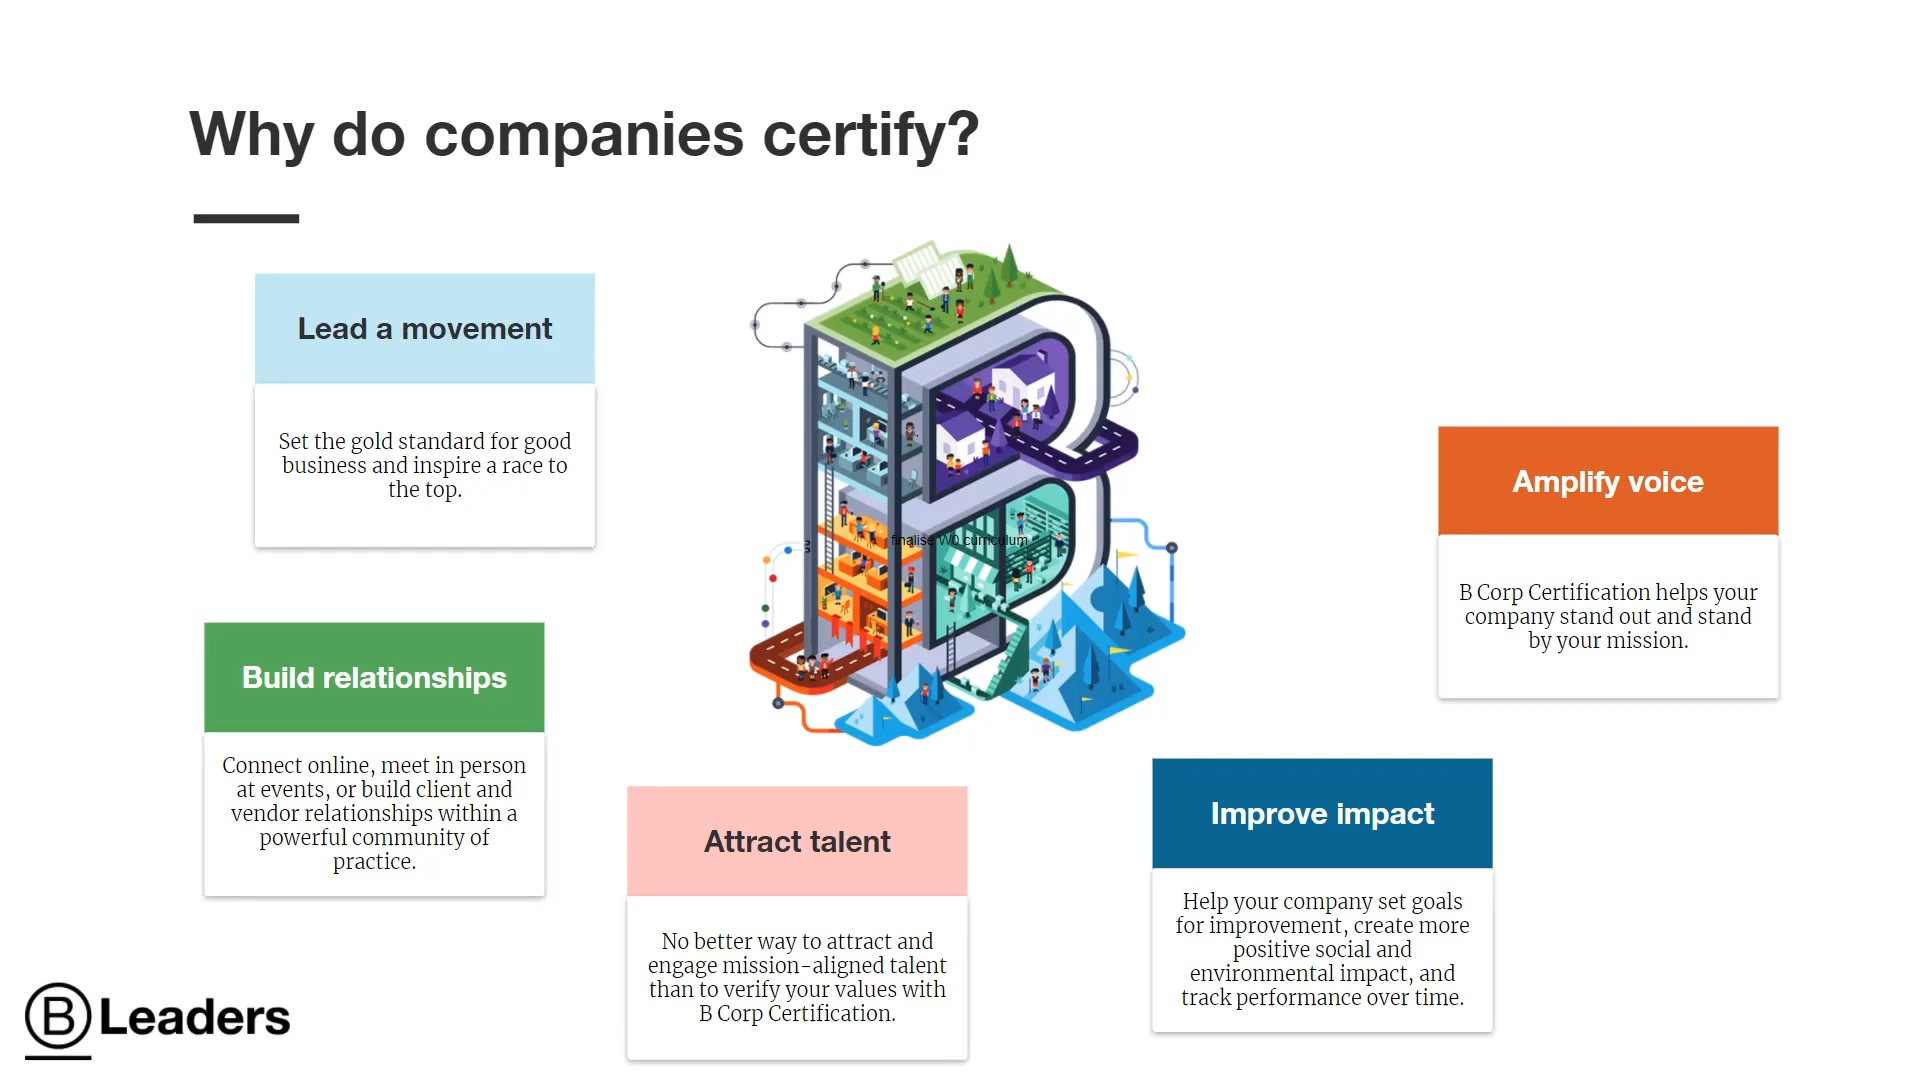 Why do companies certify?
Lead a movement
Set the gold standard for good
business and inspire a race to
the top.
Build relationships
Connect online, meet in person
at events, or build client and
vendor relationships within a
powerful community of
practice.
finalise W0 curriculum
Attract talent
No better way to attract and
engage mission-aligned talent
than to verify your values with
B Corp Certification.
Improve impact
Help your company set goals
for improvement, create more
positive social and
environmental impact, and
track performance over time.
Amplify voice
B Corp Certification helps your
company stand out and stand
by your mission.
B Leaders